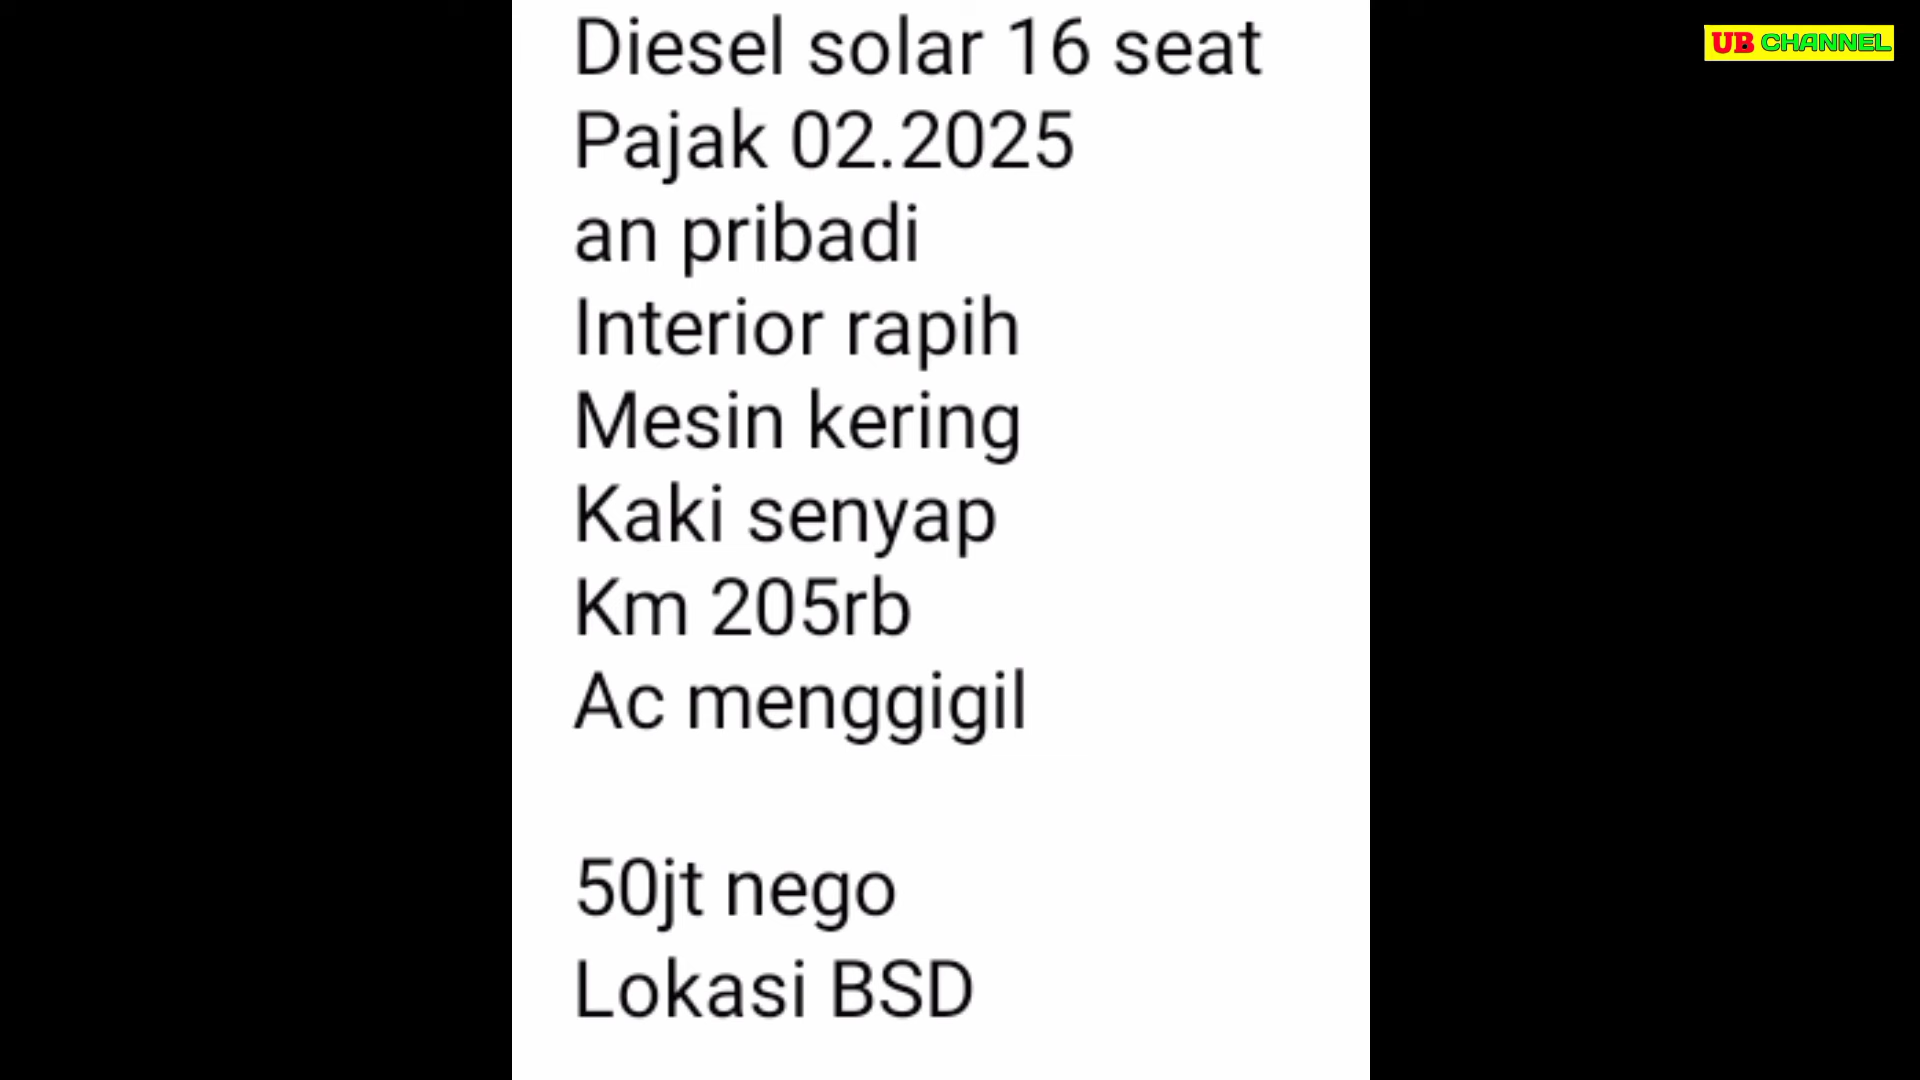 Diesel solar 16 seat
Pajak 02.2025
an pribadi
Interior rapih
Mesin kering
Kaki senyap
Km 205rb
Ac menggigil
50jt nego
Lokasi BSD
UB CHANNEL